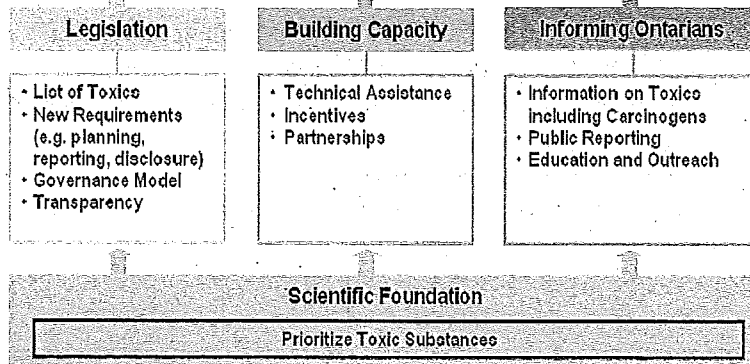 Legislation
• List of Toxics
• New Requirements
(e.g. planning,
reporting, disclosure)
• Governance Model
• Transparency
Building Capacity
• Technical Assistance
• Incentives
• Partnerships
Informing Ontarians
• Information on Toxics
including Carcinogens
• Public Reporting
• Education and Outreach
Scientific Foundation
Prioritize Toxic Substances